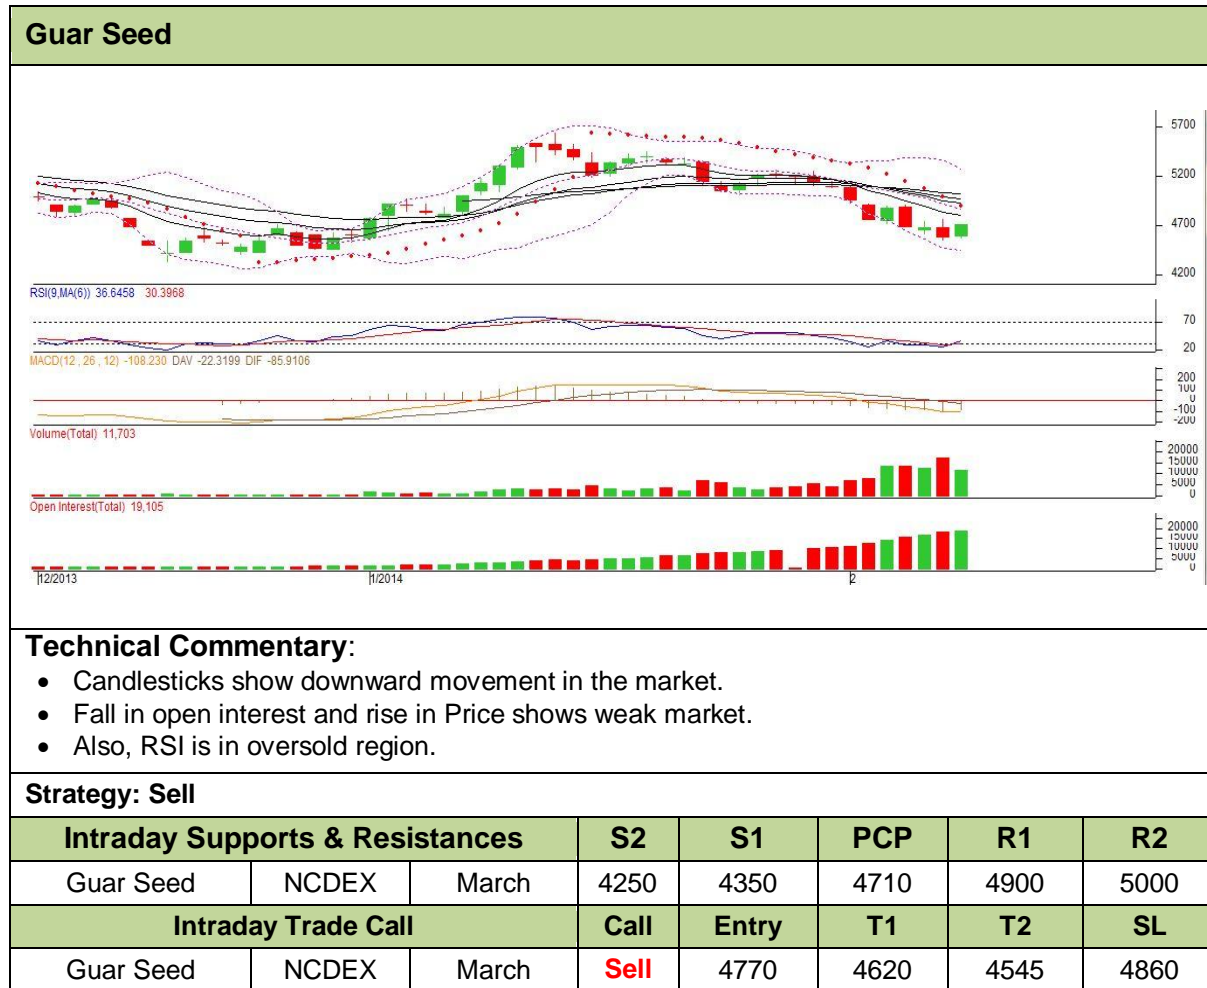 Guar Seed
5700
5200
4700
4200
RSI(9,MA(6)) 36.6458 30.3968
70
20
MACD(12 , 26 , 12) -108.230 DAV -22.3199 DIF -85.9106
200
100
0
-100
-200
Volume(Total) 11,703
20000
15000
10000
5000
0
Open Interest(Total) 19,105
20000
15000
10000
5000
0
12/2013 1/2014 2
Technical Commentary:
• Candlesticks show downward movement in the market.
• Fall in open interest and rise in Price shows weak market.
• Also, RSI is in oversold region.
Strategy: Sell
Intraday Supports & Resistances S2 S1 PCP R1 R2
Guar Seed NCDEX March 4250 4350 4710 4900 5000
Intraday Trade Call Call Entry T1 T2 SL
Guar Seed NCDEX March Sell 4770 4620 4545 4860